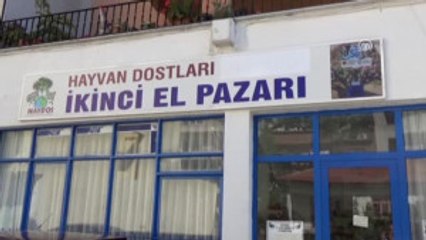 HAYVAN DOSTLARI
İKİNCİ EL PAZARI